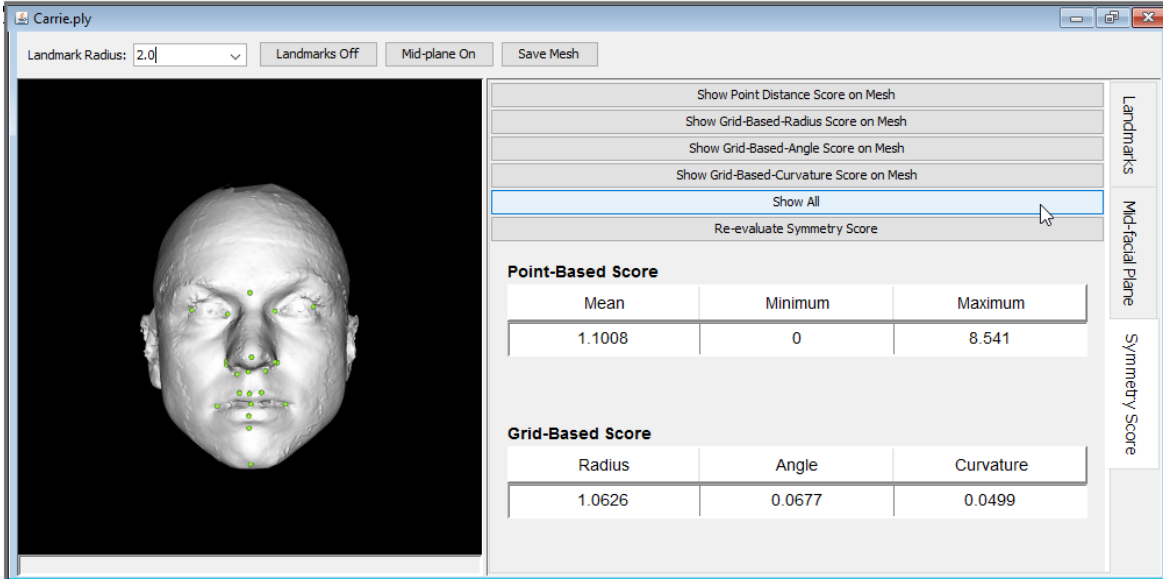 Carrie.ply
Landmark Radius: 2.0 Landmarks Off Mid-plane On Save Mesh
Show Point Distance Score on Mesh
Show Grid-Based-Radius Score on Mesh
Show Grid-Based-Angle Score on Mesh
Show Grid-Based-Curvature Score on Mesh
Show All
Re-evaluate Symmetry Score
Point-Based Score
Mean Minimum Maximum
1.1008 0 8.541
Grid-Based Score
Radius Angle Curvature
1.0626 0.0677 0.0499
Landmarks
Mid-facial Plane
Symmetry Score